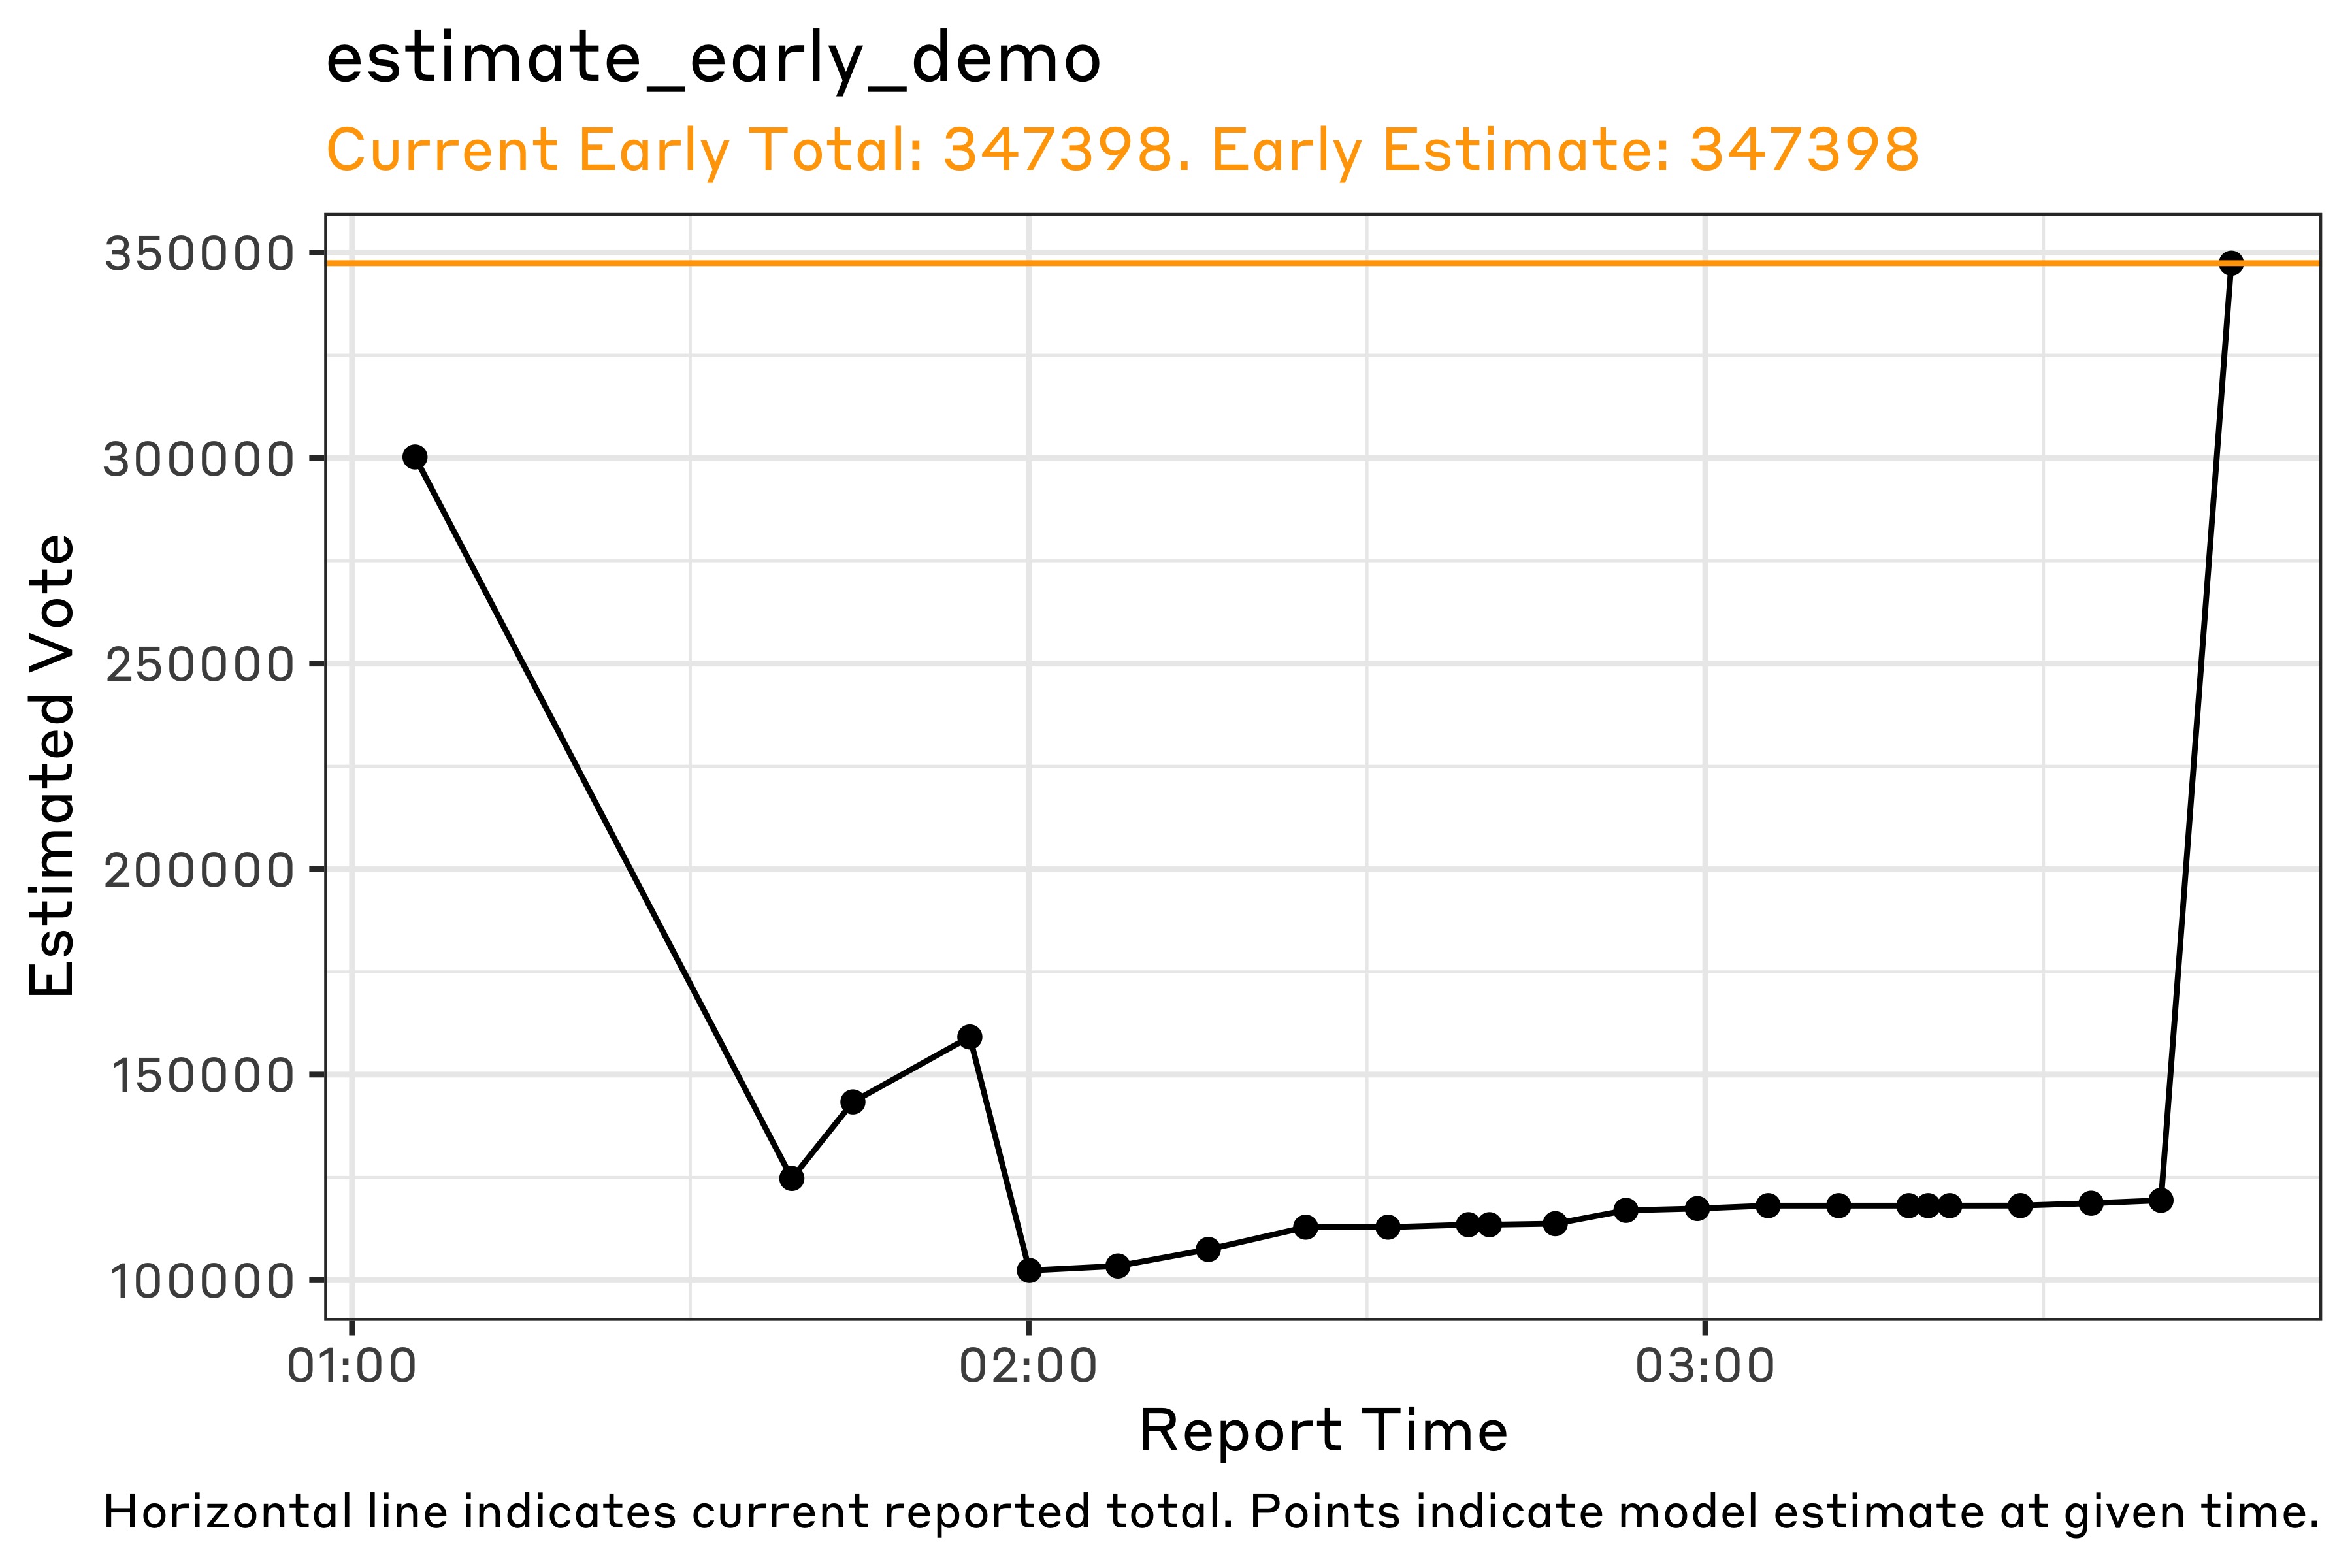 estimate_early_demo
Current Early Total: 347398. Early Estimate: 347398
350000
300000
250000
200000
150000
100000
Estimated Vote
01:00
02:00
03:00
Report Time
Horizontal line indicates current reported total. Points indicate model estimate at given time.